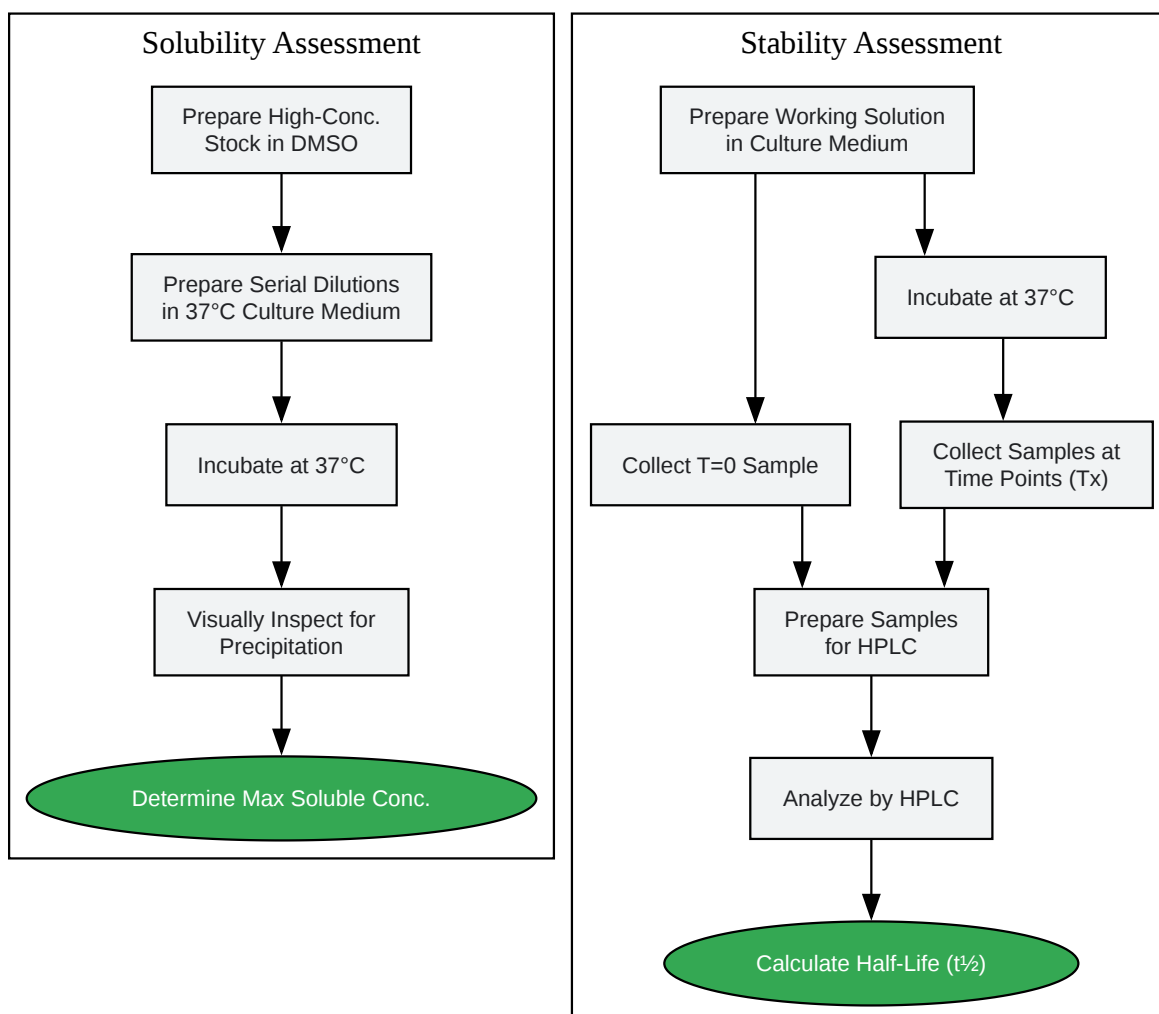 Solubility Assessment
Prepare High-Conc.
Stock in DMSO
Prepare Serial Dilutions
in 37°C Culture Medium
Incubate at 37°C
Visually Inspect for
Precipitation
Determine Max Soluble Conc.
Stability Assessment
Prepare Working Solution
in Culture Medium
Incubate at 37°C
Collect T=0 Sample
Collect Samples at
Time Points (Tx)
Prepare Samples
for HPLC
Analyze by HPLC
Calculate Half-Life (t½)